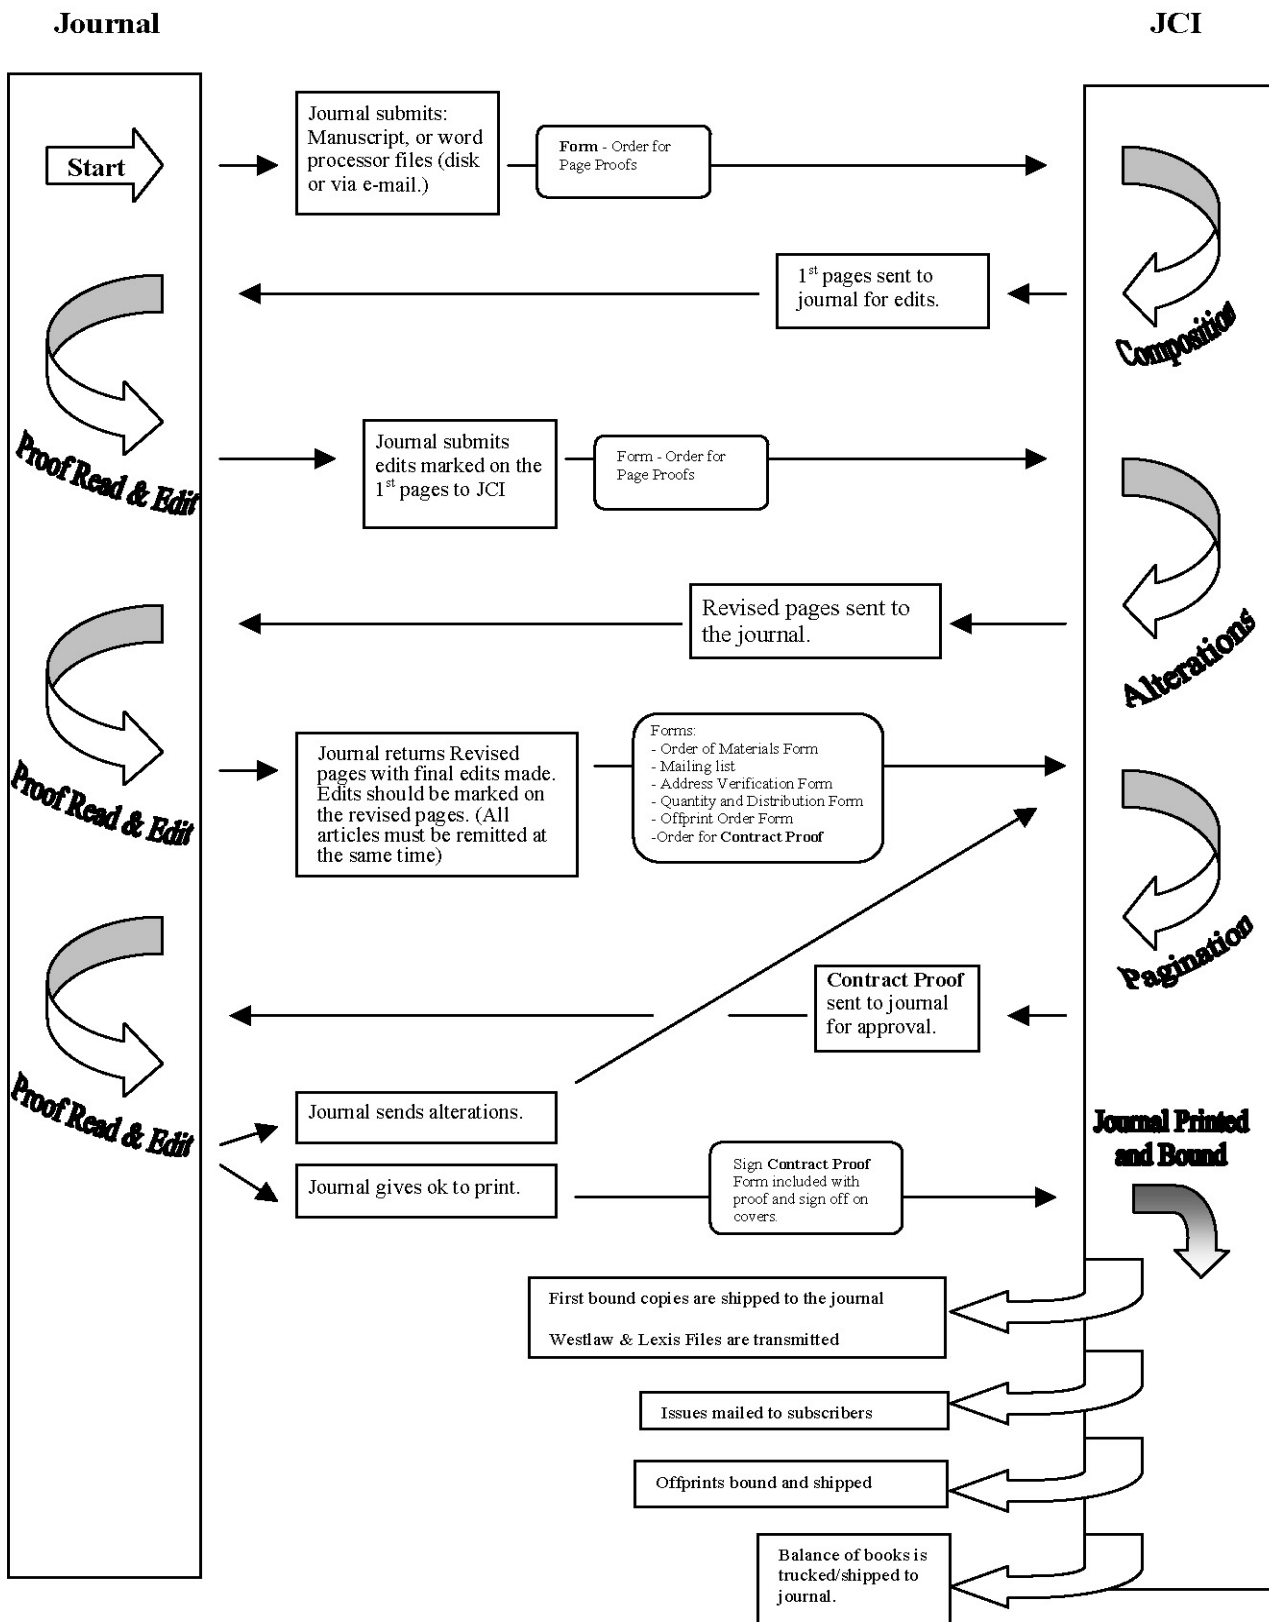 Journal
JCI
Start
Journal submits:
Manuscript, or word
processor files (disk
or via e-mail.)
Form - Order for
Page Proofs
1st pages sent to
journal for edits.
Composition
Proof Read & Edit
Journal submits
edits marked on the
1st pages to JCI
Form - Order for
Page Proofs
Revised pages sent to
the journal.
Alterations
Proof Read & Edit
Journal returns Revised
pages with final edits made.
Edits should be marked on
the revised pages. (All
articles must be remitted at
the same time)
Forms:
- Order of Materials Form
- Mailing list
- Address Verification Form
- Quantity and Distribution Form
- Offprint Order Form
-Order for Contract Proof
Pagination
Contract Proof
sent to journal
for approval.
Proof Read & Edit
Journal sends alterations.
Journal gives ok to print.
Sign Contract Proof
Form included with
proof and sign off on
covers.
Journal Printed
and Bound
First bound copies are shipped to the journal
Westlaw & Lexis Files are transmitted
Issues mailed to subscribers
Offprints bound and shipped
Balance of books is
trucked/shipped to
journal.